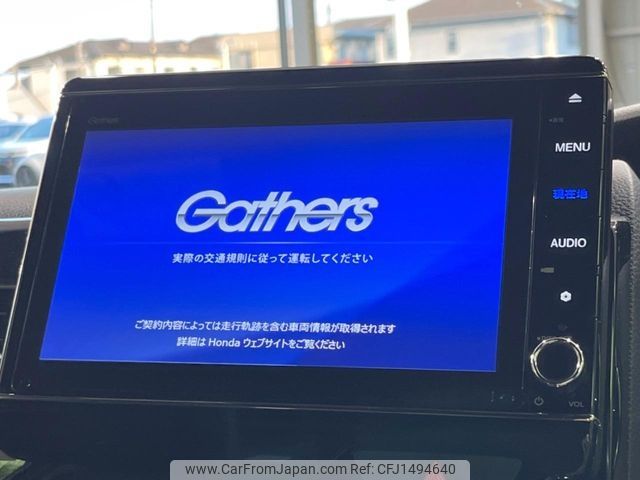 Gathers
MENU
現在地
Gathers
AUDIO
実際の交通規則に従って運転してください
ご契約内容によっては走行軌跡を含む車両情報が取得されます
詳細は Honda ウェブサイトをご覧ください
VOL
www.CarFromJapan.com Ref:CFJ1494640